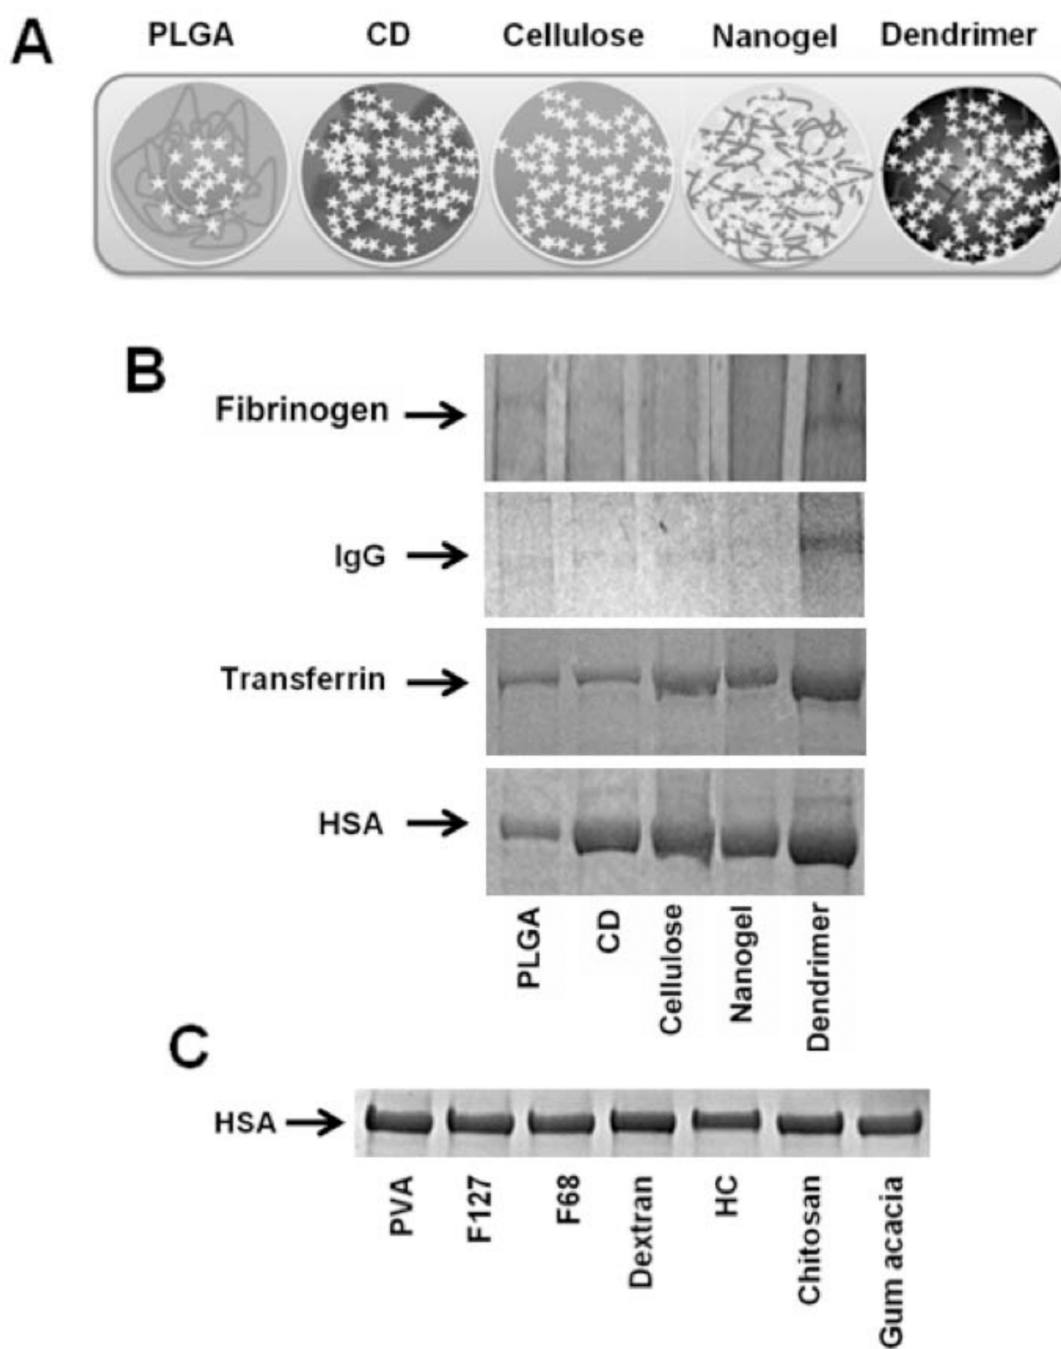 A
PLGA CD Cellulose Nanogel Dendrimer
B
Fibrinogen
IgG
Transferrin
HSA
PLGA
CD
Cellulose
Nanogel
Dendrimer
C
HSA
PVA
F127
F68
Dextran
HC
Chitosan
Gum acacia